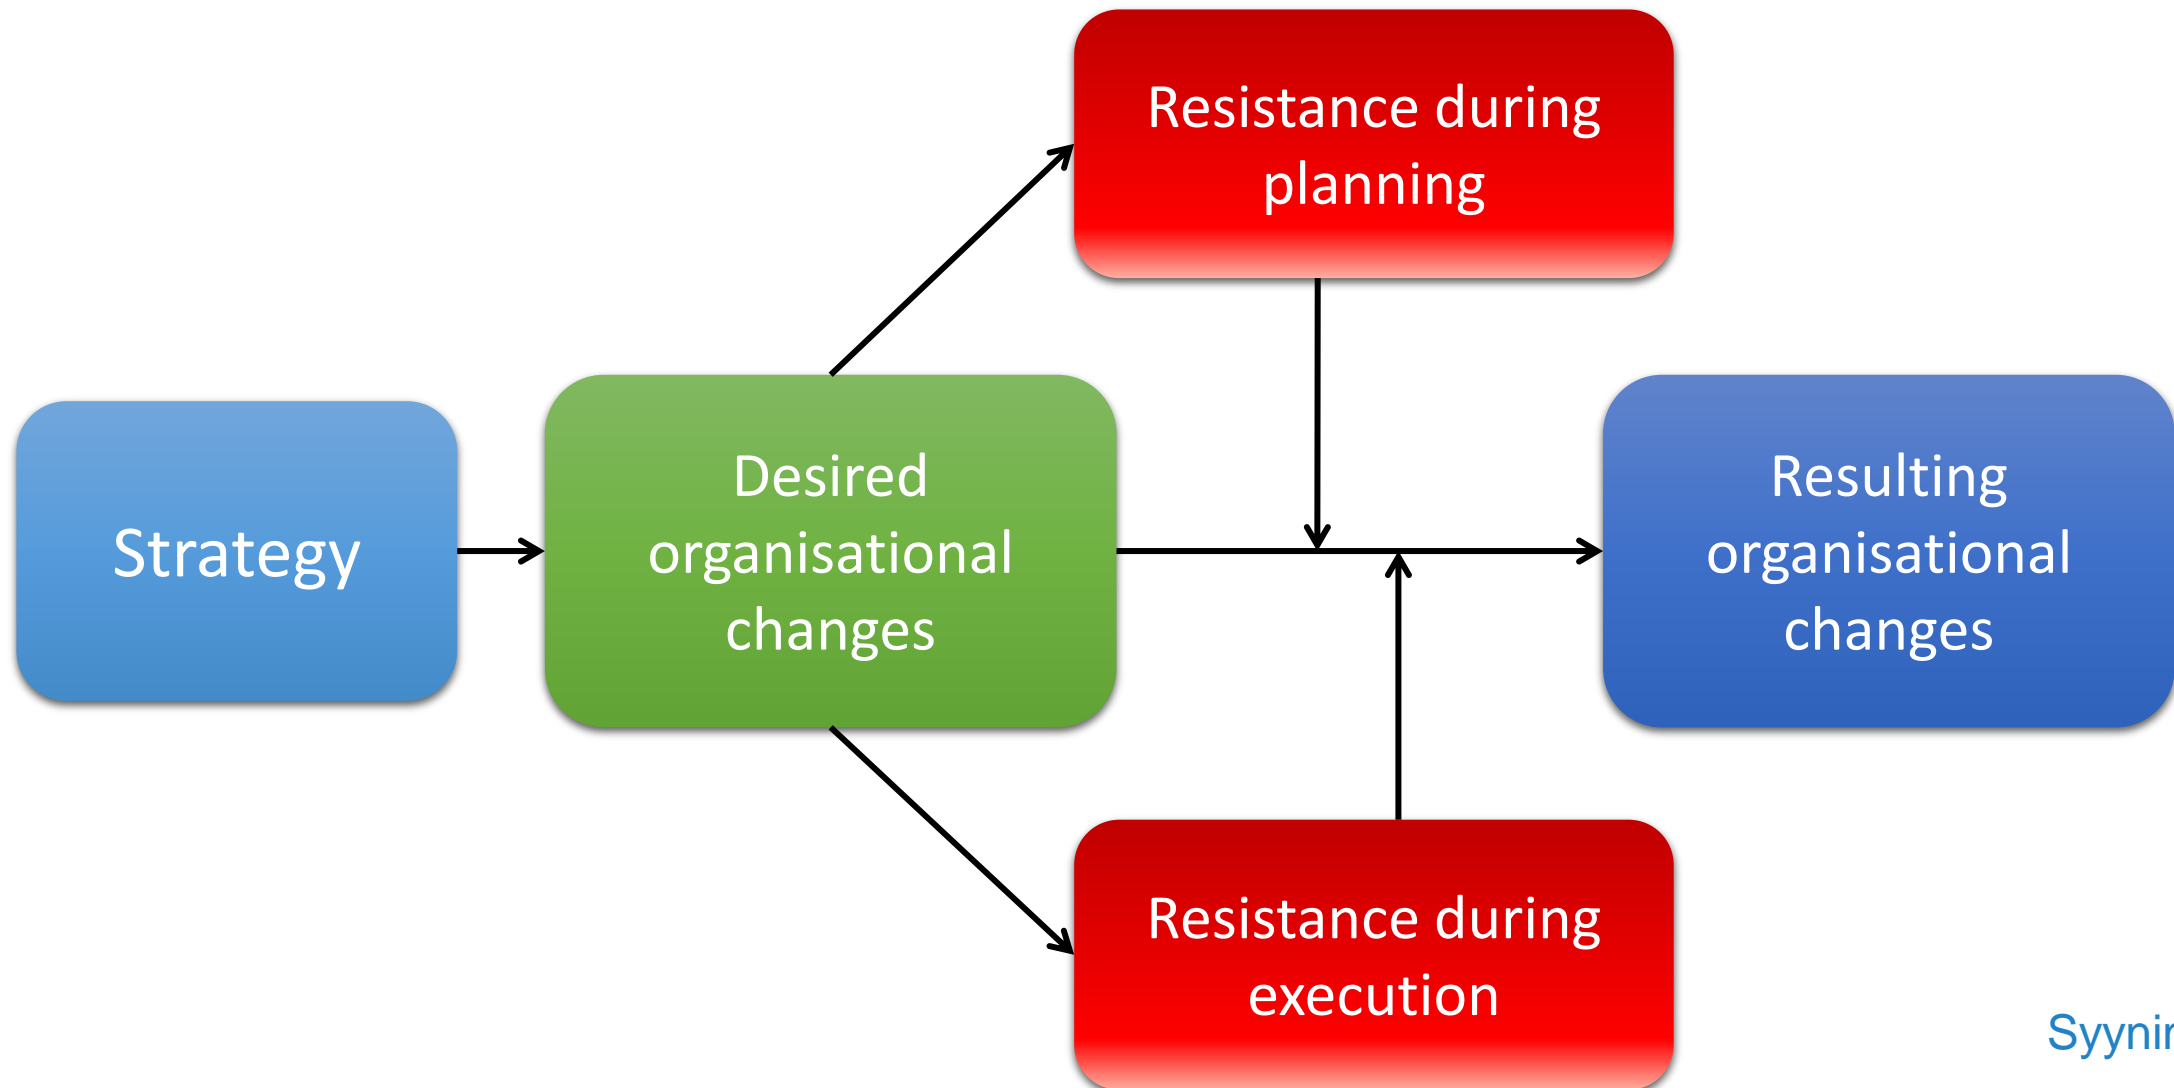 Resistance during
planning
Strategy
Desired
organisational
changes
Resulting
organisational
changes
Resistance during
execution